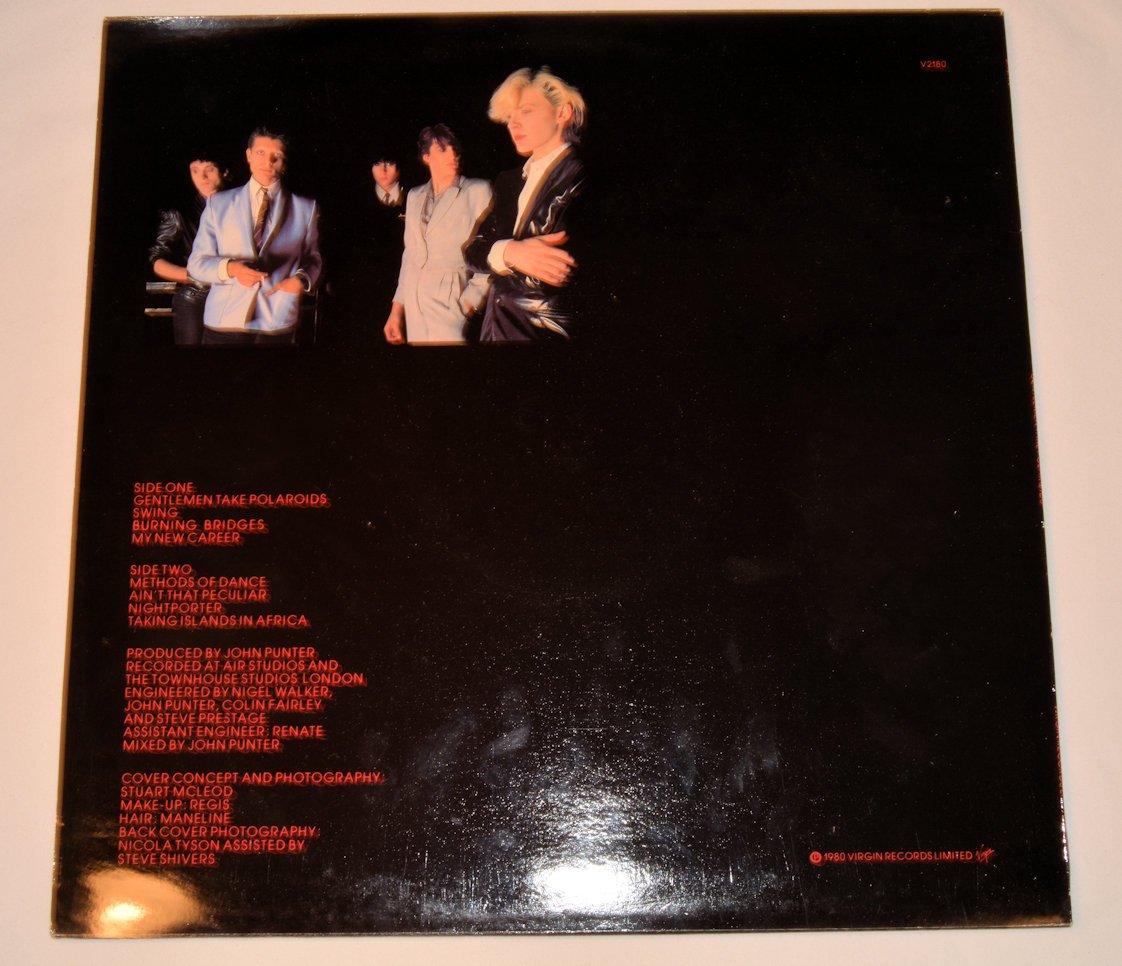 V2180
SIDE ONE
GENTLEMEN TAKE POLAROIDS
SWING
BURNING BRIDGES
MY NEW CAREER
SIDE TWO
METHODS OF DANCE
AIN'T THAT PECULIAR
NIGHTPORTER
TAKING ISLANDS IN AFRICA
PRODUCED BY JOHN PUNTER
RECORDED AT AIR STUDIOS AND
THE TOWNHOUSE STUDIOS LONDON
ENGINEERED BY NIGEL WALKER,
JOHN PUNTER, COLIN FAIRLEY
AND STEVE PRESTAGE
ASSISTANT ENGINEER: RENATE
MIXED BY JOHN PUNTER
COVER CONCEPT AND PHOTOGRAPHY:
STUART MCLEOD
MAKE-UP: REGIS
HAIR: MANELINE
BACK COVER PHOTOGRAPHY:
NICOLA TYSON ASSISTED BY
STEVE SHIVERS
℗ 1980 VIRGIN RECORDS LIMITED Virgin